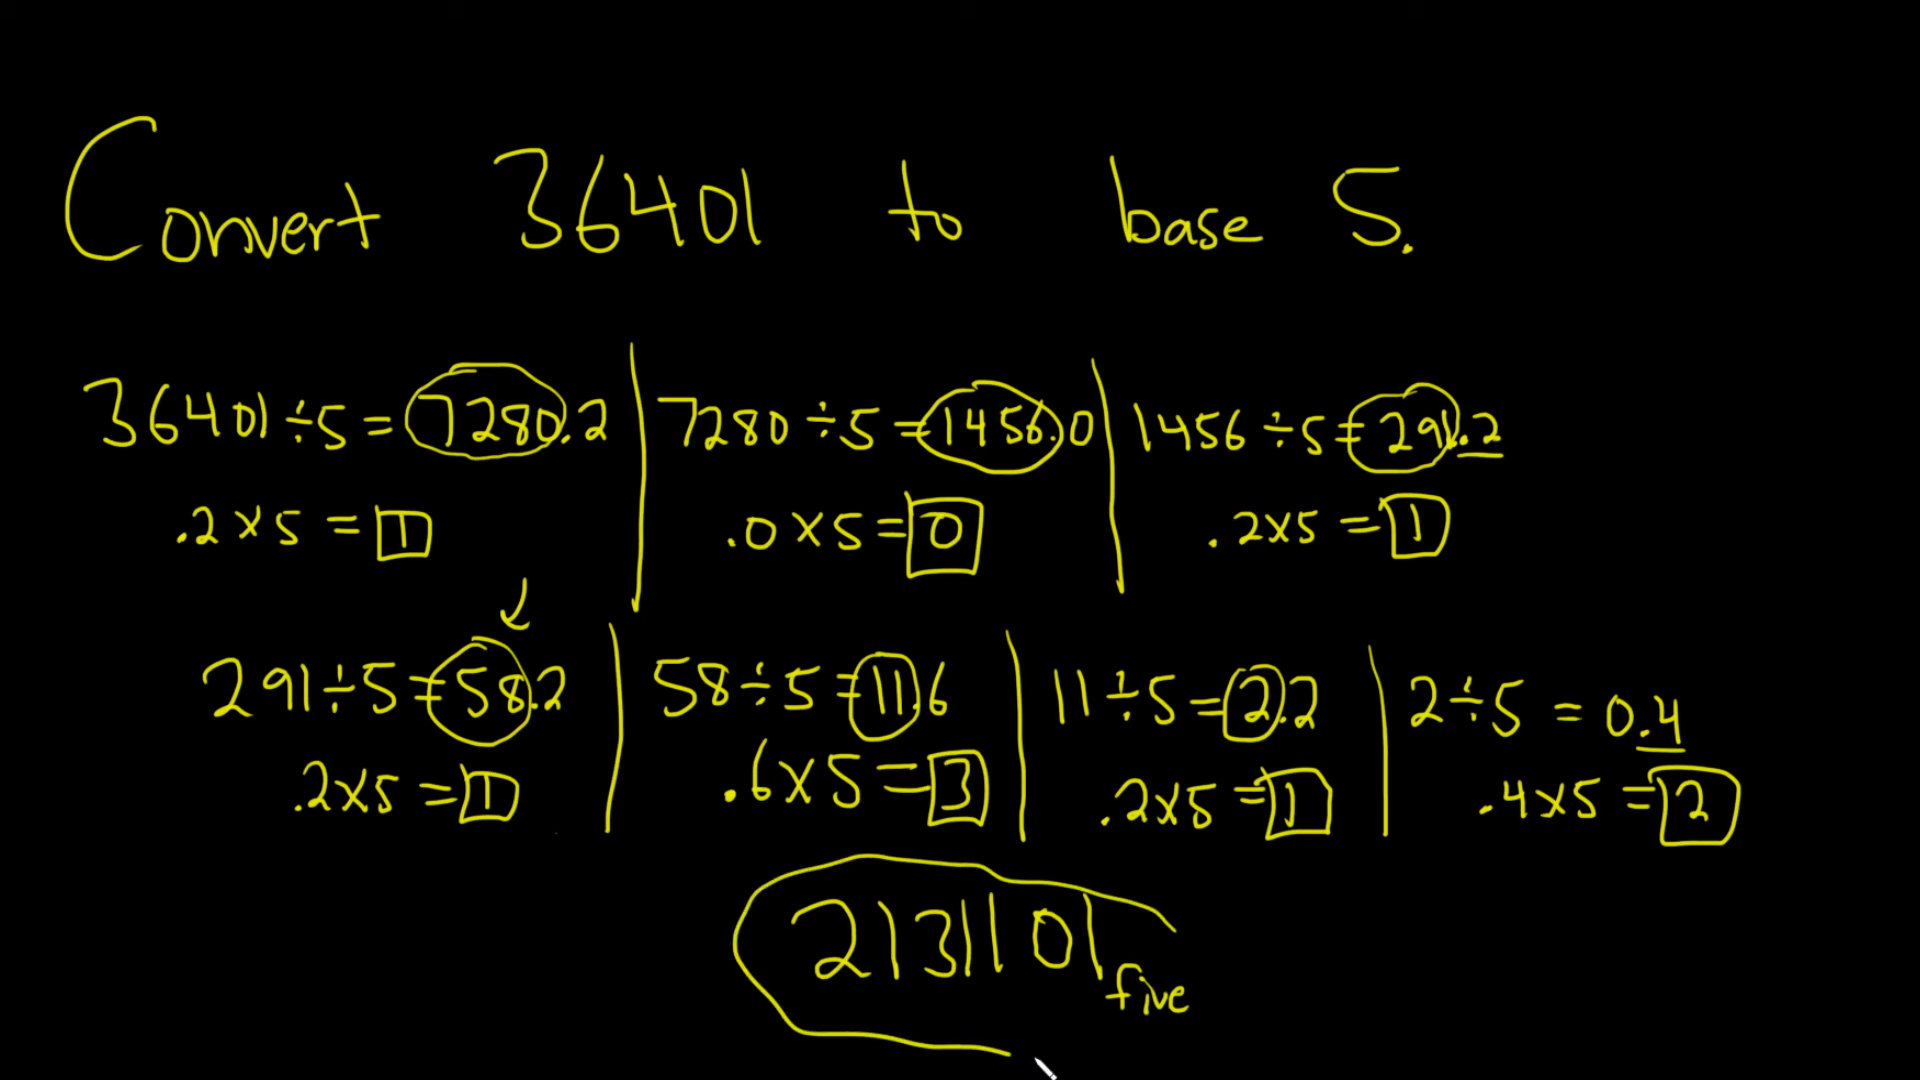 Convert 36401 to base 5.
36401 ÷ 5 = 7280.2
.2 × 5 = 1
7280 ÷ 5 = 1456.0
.0 × 5 = 0
1456 ÷ 5 = 291.2
.2 × 5 = 1
291 ÷ 5 = 58.2
.2 × 5 = 1
58 ÷ 5 = 11.6
.6 × 5 = 3
11 ÷ 5 = 2.2
.2 × 5 = 1
2 ÷ 5 = 0.4
.4 × 5 = 2
2131101 five